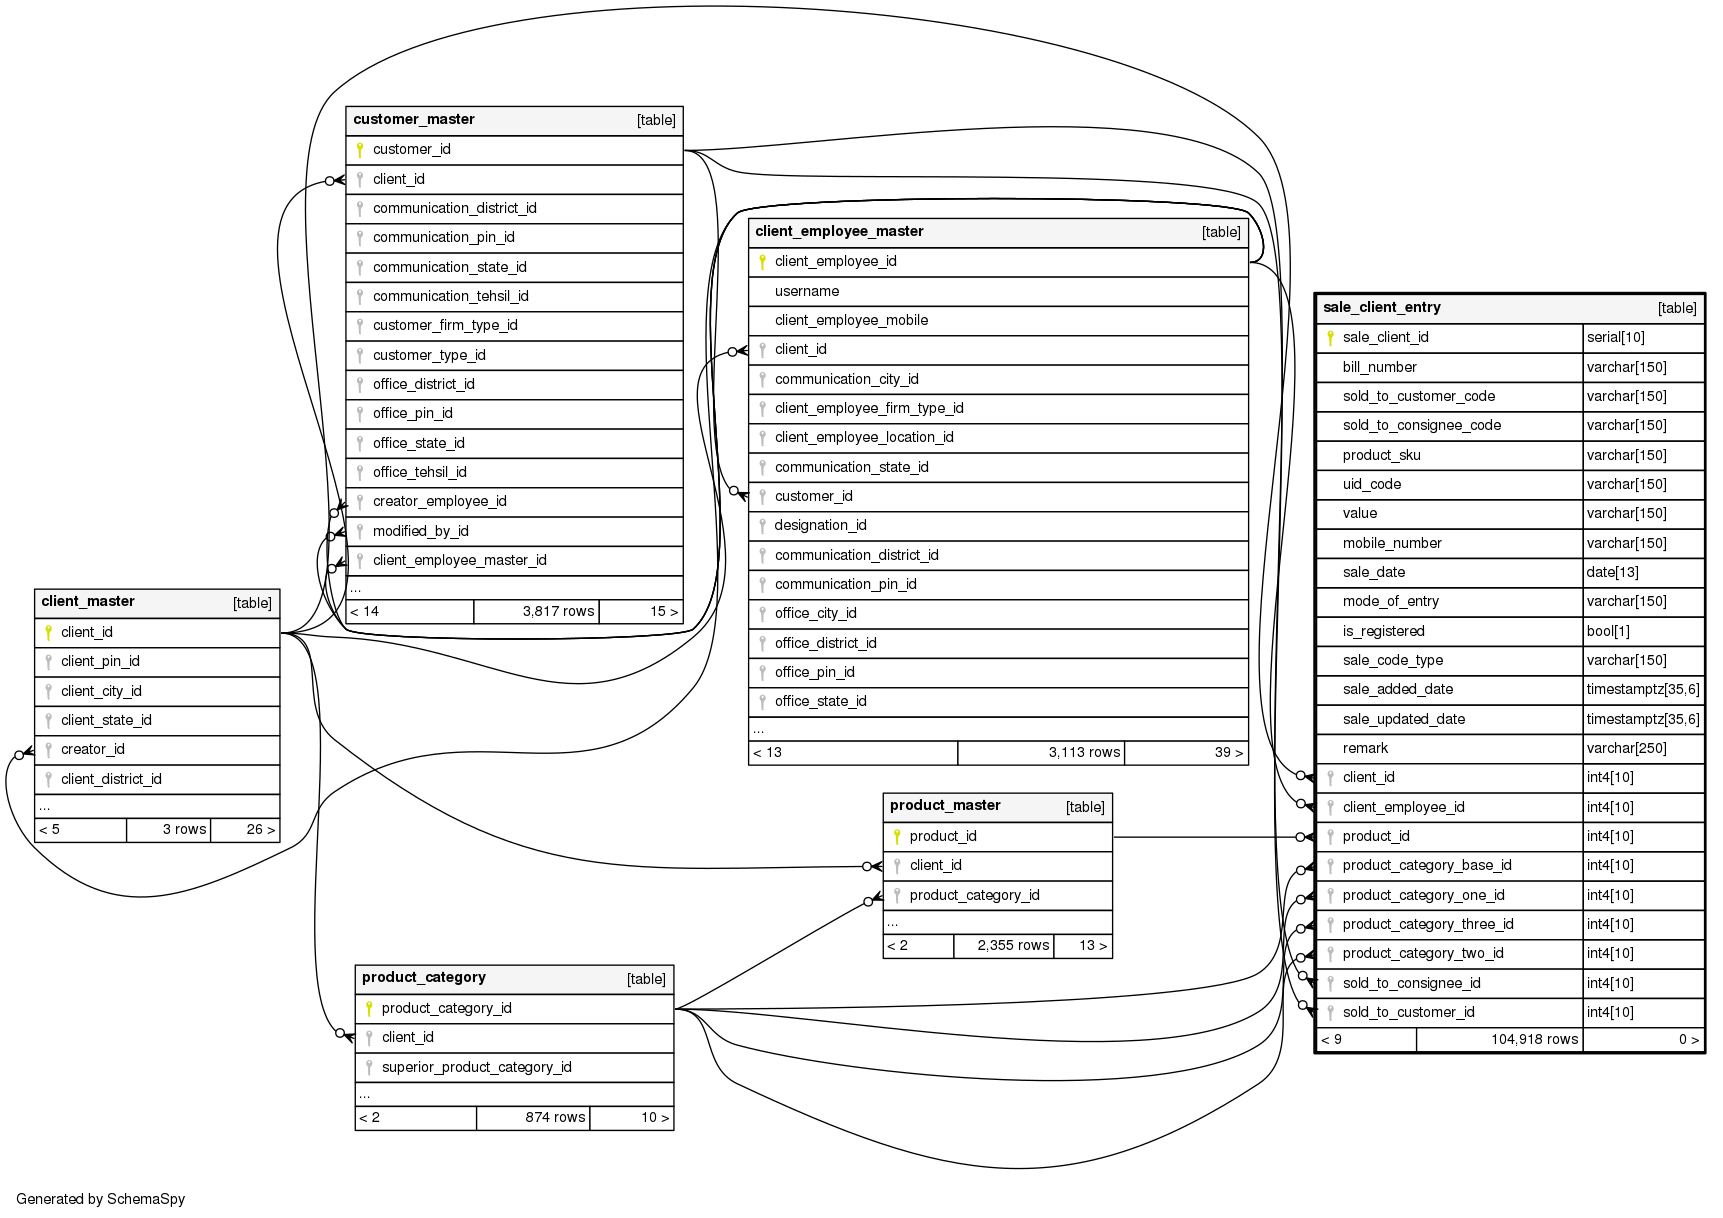 customer_master [table]
customer_id
client_id
communication_district_id
communication_pin_id
communication_state_id
communication_tehsil_id
customer_firm_type_id
customer_type_id
office_district_id
office_pin_id
office_state_id
office_tehsil_id
creator_employee_id
modified_by_id
client_employee_master_id
...
< 14 3,817 rows 15 >
client_employee_master [table]
client_employee_id
username
client_employee_mobile
client_id
communication_city_id
client_employee_firm_type_id
client_employee_location_id
communication_state_id
customer_id
designation_id
communication_district_id
communication_pin_id
office_city_id
office_district_id
office_pin_id
office_state_id
...
< 13 3,113 rows 39 >
sale_client_entry [table]
sale_client_id serial[10]
bill_number varchar[150]
sold_to_customer_code varchar[150]
sold_to_consignee_code varchar[150]
product_sku varchar[150]
uid_code varchar[150]
value varchar[150]
mobile_number varchar[150]
sale_date date[13]
mode_of_entry varchar[150]
is_registered bool[1]
sale_code_type varchar[150]
sale_added_date timestamptz[35,6]
sale_updated_date timestamptz[35,6]
remark varchar[250]
client_id int4[10]
client_employee_id int4[10]
product_id int4[10]
product_category_base_id int4[10]
product_category_one_id int4[10]
product_category_three_id int4[10]
product_category_two_id int4[10]
sold_to_consignee_id int4[10]
sold_to_customer_id int4[10]
< 9 104,918 rows 0 >
client_master [table]
client_id
client_pin_id
client_city_id
client_state_id
creator_id
client_district_id
...
< 5 3 rows 26 >
product_master [table]
product_id
client_id
product_category_id
...
< 2 2,355 rows 13 >
product_category [table]
product_category_id
client_id
superior_product_category_id
...
< 2 874 rows 10 >
Generated by SchemaSpy